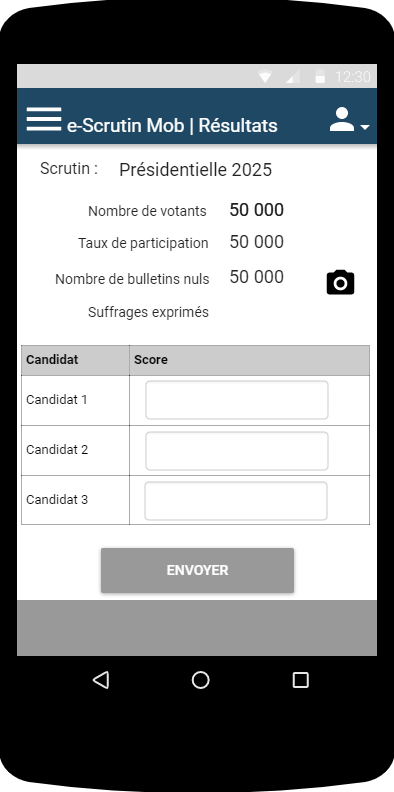 12:30
e-Scrutin Mob | Résultats
Scrutin : Présidentielle 2025
Nombre de votants 50 000
Taux de participation 50 000
Nombre de bulletins nuls 50 000
Suffrages exprimés
Candidat Score
Candidat 1
Candidat 2
Candidat 3
ENVOYER